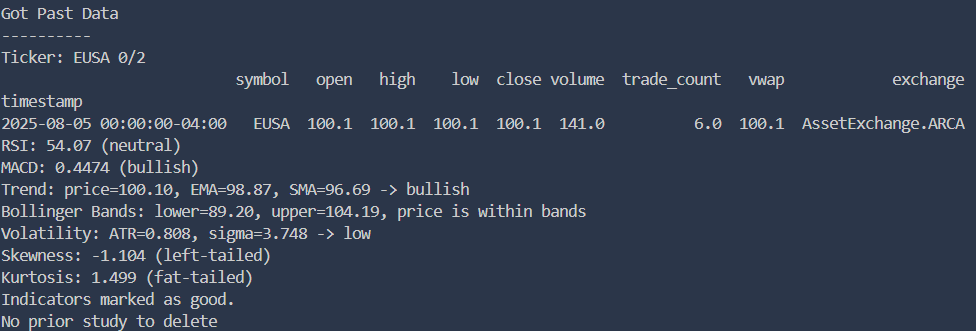 Got Past Data
----------
Ticker: EUSA 0/2
symbol open high low close volume trade_count vwap exchange
timestamp
2025-08-05 00:00:00-04:00 EUSA 100.1 100.1 100.1 100.1 141.0 6.0 100.1 AssetExchange.ARCA
RSI: 54.07 (neutral)
MACD: 0.4474 (bullish)
Trend: price=100.10, EMA=98.87, SMA=96.69 -> bullish
Bollinger Bands: lower=89.20, upper=104.19, price is within bands
Volatility: ATR=0.808, sigma=3.748 -> low
Skewness: -1.104 (left-tailed)
Kurtosis: 1.499 (fat-tailed)
Indicators marked as good.
No prior study to delete